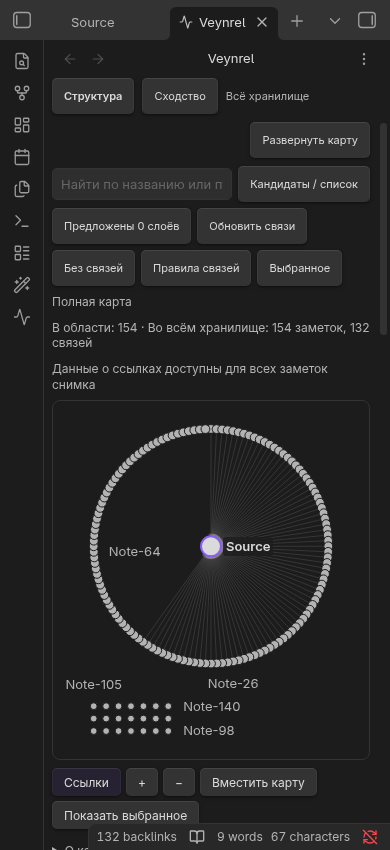 Source
Veynrel
Veynrel
Структура
Сходство
Всё хранилище
Развернуть карту
Найти по названию или п
Кандидаты / список
Предложены 0 слоёв
Обновить связи
Без связей
Правила связей
Выбранное
Полная карта
В области: 154 · Во всём хранилище: 154 заметок, 132
связей
Данные о ссылках доступны для всех заметок
снимка
Source
Note-64
Note-105
Note-26
Note-140
Note-98
Ссылки
+
−
Вместить карту
Показать выбранное
132 backlinks
9 words
67 characters